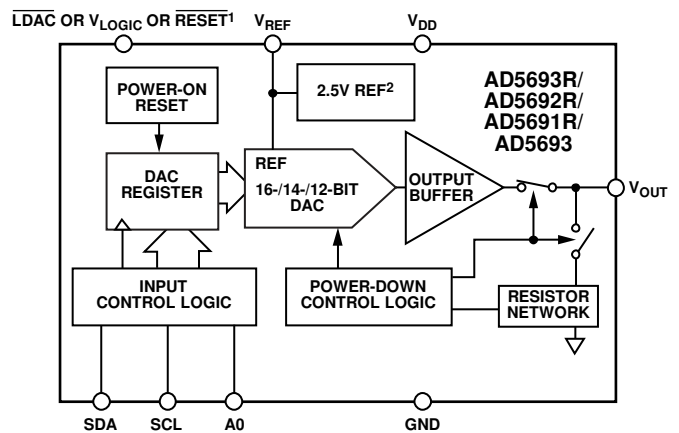 LDAC OR VLOGIC OR RESET1
VREF
VDD
POWER-ON
RESET
2.5V REF2
AD5693R/
AD5692R/
AD5691R/
AD5693
DAC
REGISTER
REF
16-/14-/12-BIT
DAC
OUTPUT
BUFFER
VOUT
INPUT
CONTROL LOGIC
POWER-DOWN
CONTROL LOGIC
RESISTOR
NETWORK
SDA
SCL
A0
GND